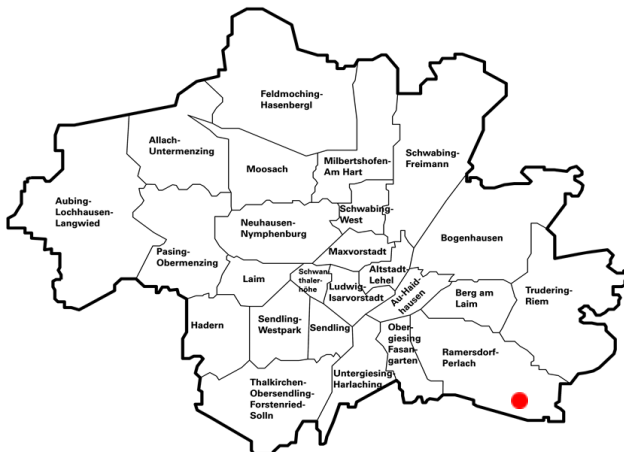 Feldmoching-
Hasenbergl
Allach-
Untermenzing
Moosach
Milbertshofen-
Am Hart
Schwabing-
Freimann
Aubing-
Lochhausen-
Langwied
Schwabing-
West
Neuhausen-
Nymphenburg
Bogenhausen
Pasing-
Obermenzing
Maxvorstadt
Laim
Schwan-
thaler-
höhe
Ludwig-
Isarvorstadt
Altstadt-
Lehel
Au-Haid-
hausen
Berg am
Laim
Trudering-
Riem
Hadern
Sendling-
Westpark
Sendling
Ober-
giesing
Fasan-
garten
Ramersdorf-
Perlach
Untergiesing-
Harlaching
Thalkirchen-
Obersendling-
Forstenried-
Solln